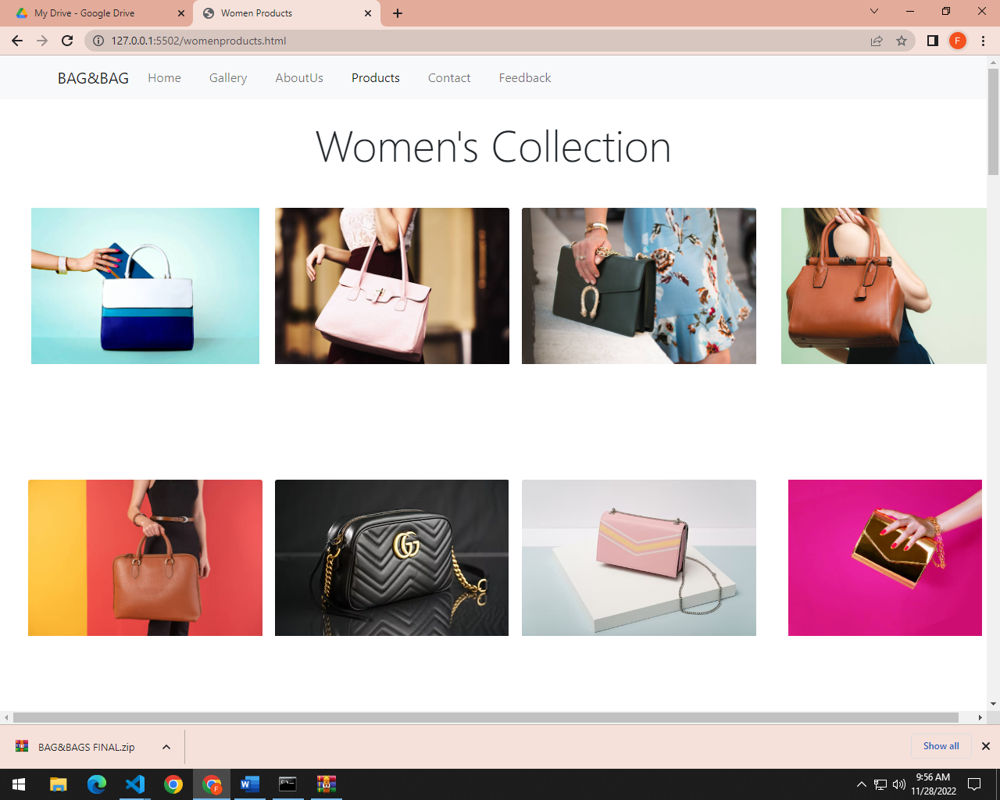 My Drive - Google Drive
Women Products
127.0.0.1:5502/womenproducts.html
F
BAG&BAG Home Gallery AboutUs Products Contact Feedback
Women's Collection
BAG&BAGS FINAL.zip
Show all
F
9:56 AM
11/28/2022